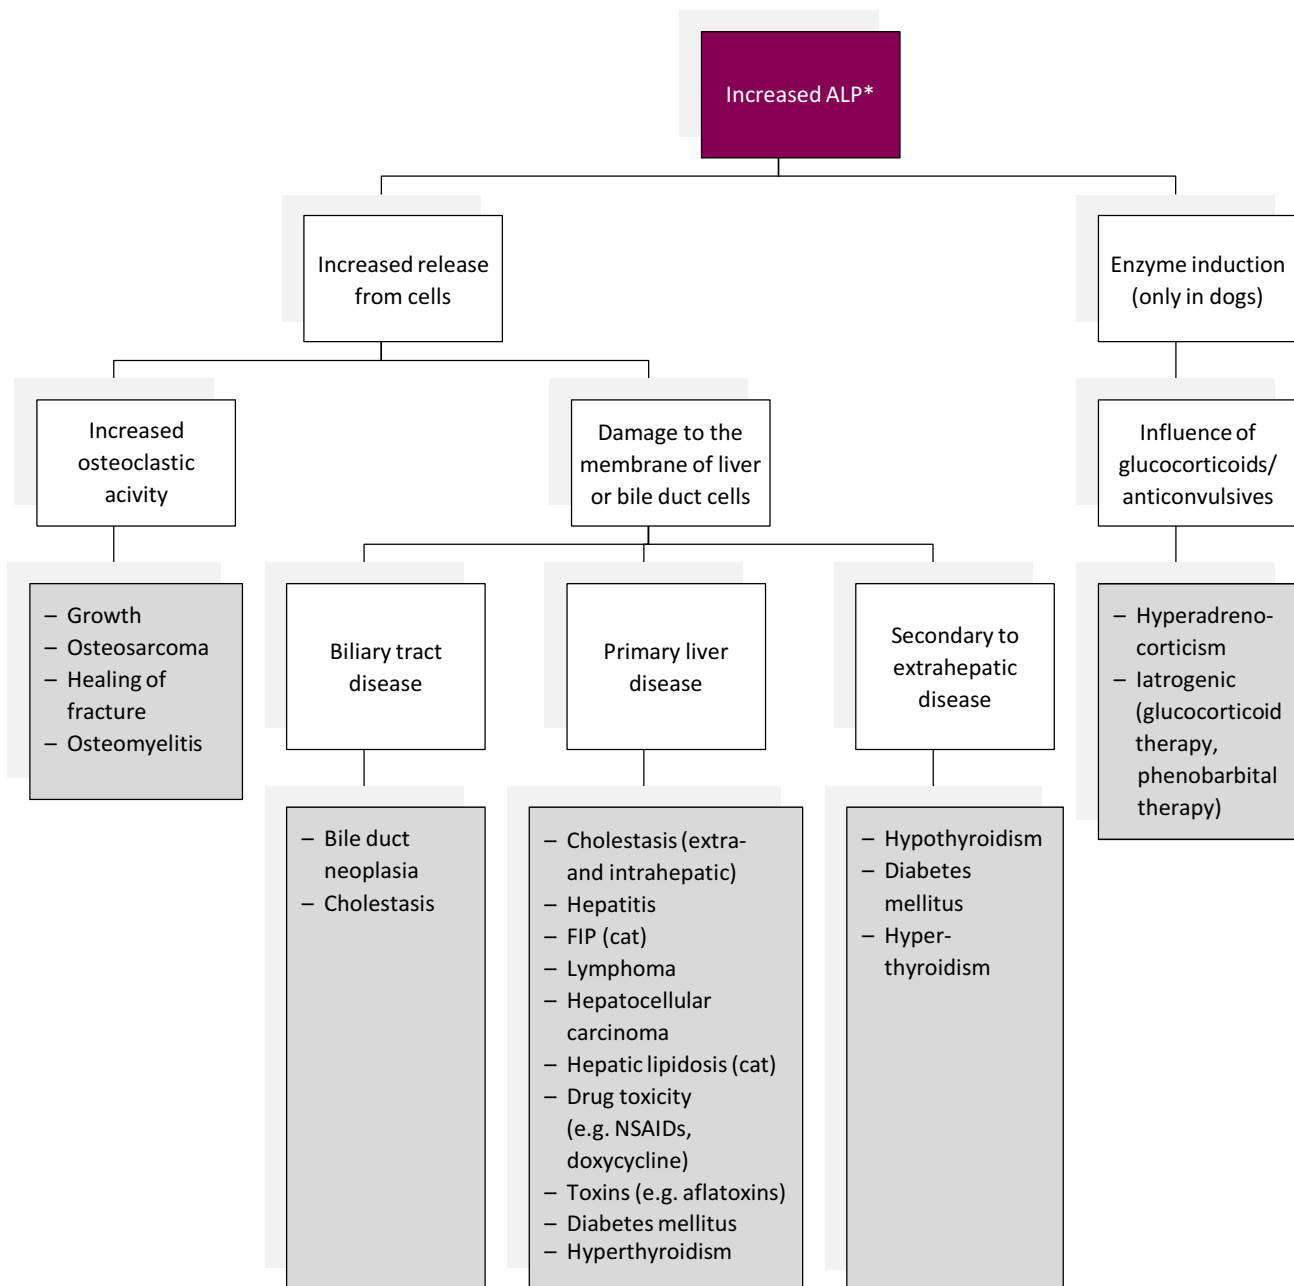 Increased ALP*
Increased release
from cells
Enzyme induction
(only in dogs)
Increased
osteoclastic
acivity
Damage to the
membrane of liver
or bile duct cells
Influence of
glucocorticoids/
anticonvulsives
– Growth
– Osteosarcoma
– Healing of
fracture
– Osteomyelitis
Biliary tract
disease
Primary liver
disease
Secondary to
extrahepatic
disease
– Hyperadreno-
corticism
– Iatrogenic
(glucocorticoid
therapy,
phenobarbital
therapy)
– Bile duct
neoplasia
– Cholestasis
– Cholestasis (extra-
and intrahepatic)
– Hepatitis
– FIP (cat)
– Lymphoma
– Hepatocellular
carcinoma
– Hepatic lipidosis (cat)
– Drug toxicity
(e.g. NSAIDs,
doxycycline)
– Toxins (e.g. aflatoxins)
– Diabetes mellitus
– Hyperthyroidism
– Hypothyroidism
– Diabetes
mellitus
– Hyper-
thyroidism